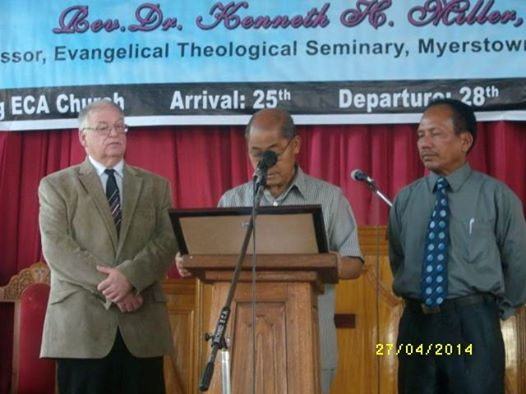 Rev.Dr. Kenneth H. Miller,
ssor, Evangelical Theological Seminary, Myerstown
g ECA Church Arrival: 25th Departure: 28th
27/04/2014